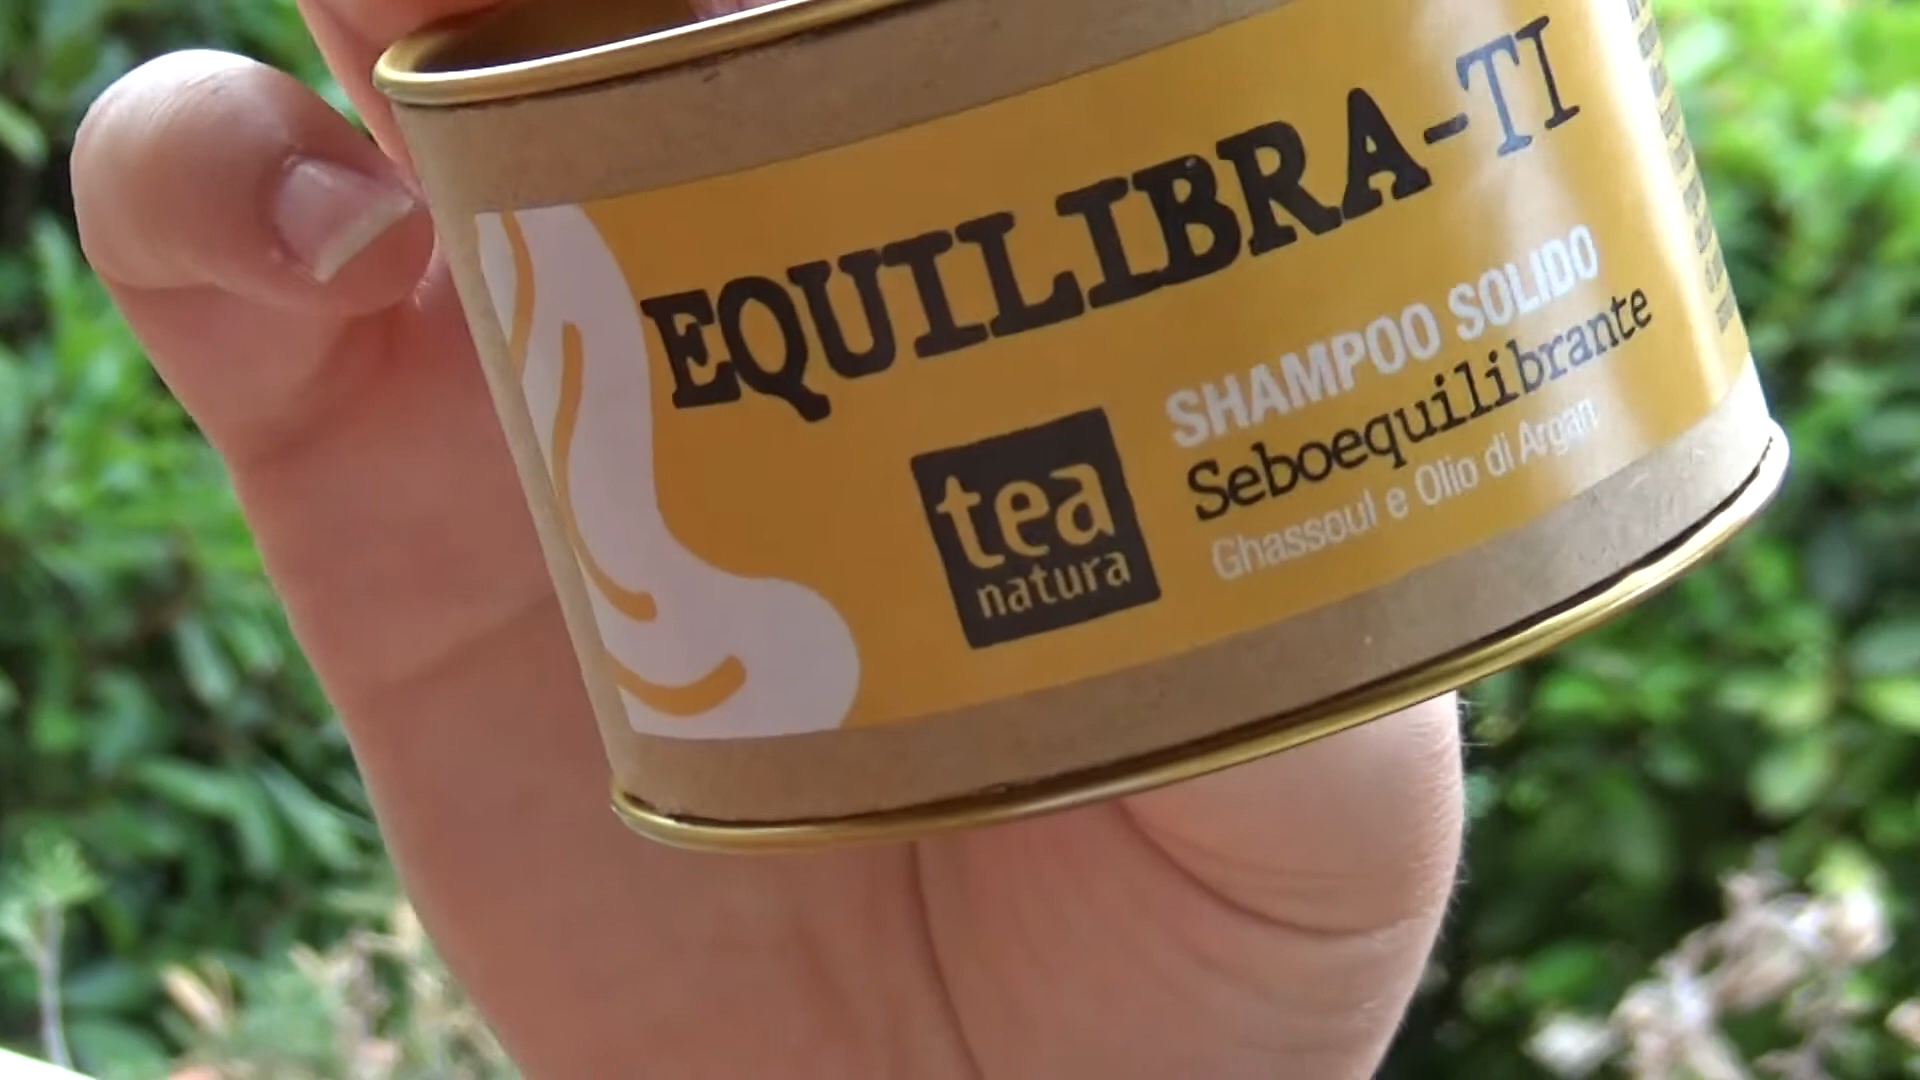 EQUILIBRA-TI
SHAMPOO SOLIDO
Seboequilibrante
Ghassoul e Olio di Argan
tea
natura